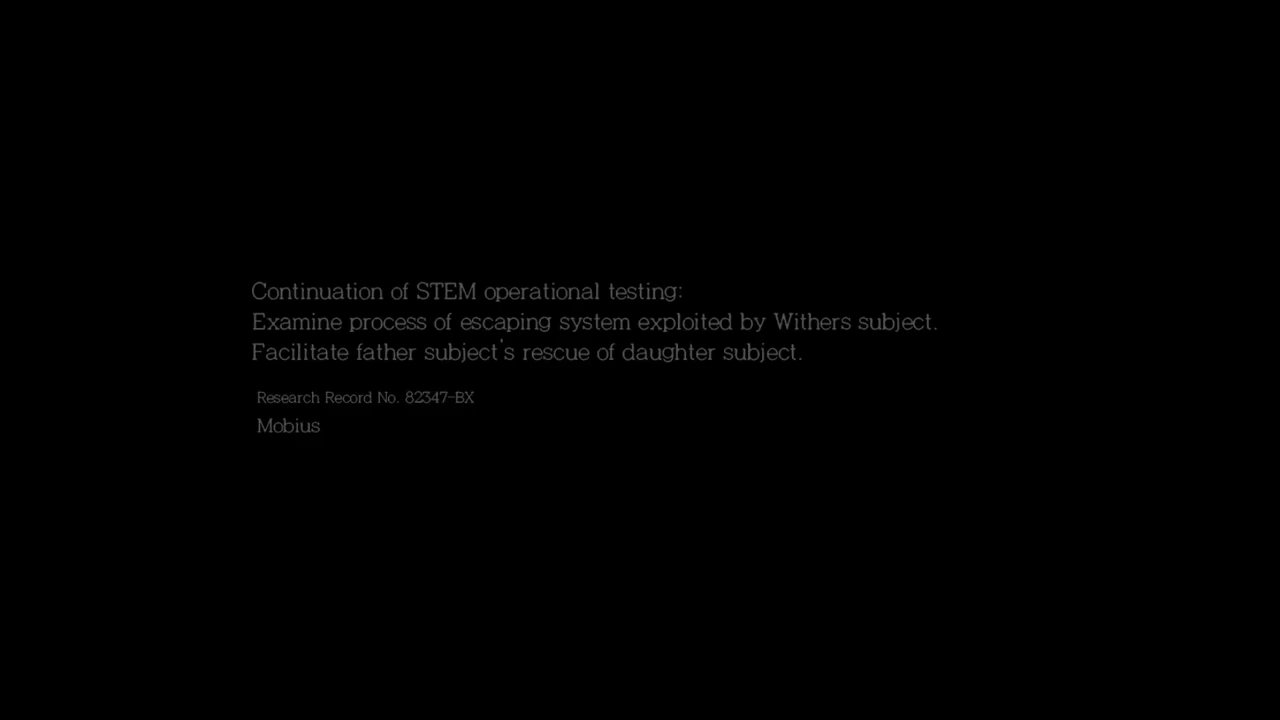 Continuation of STEM operational testing:
Examine process of escaping system exploited by Withers subject.
Facilitate father subject's rescue of daughter subject.
Research Record No. 82347-BX
Mobius